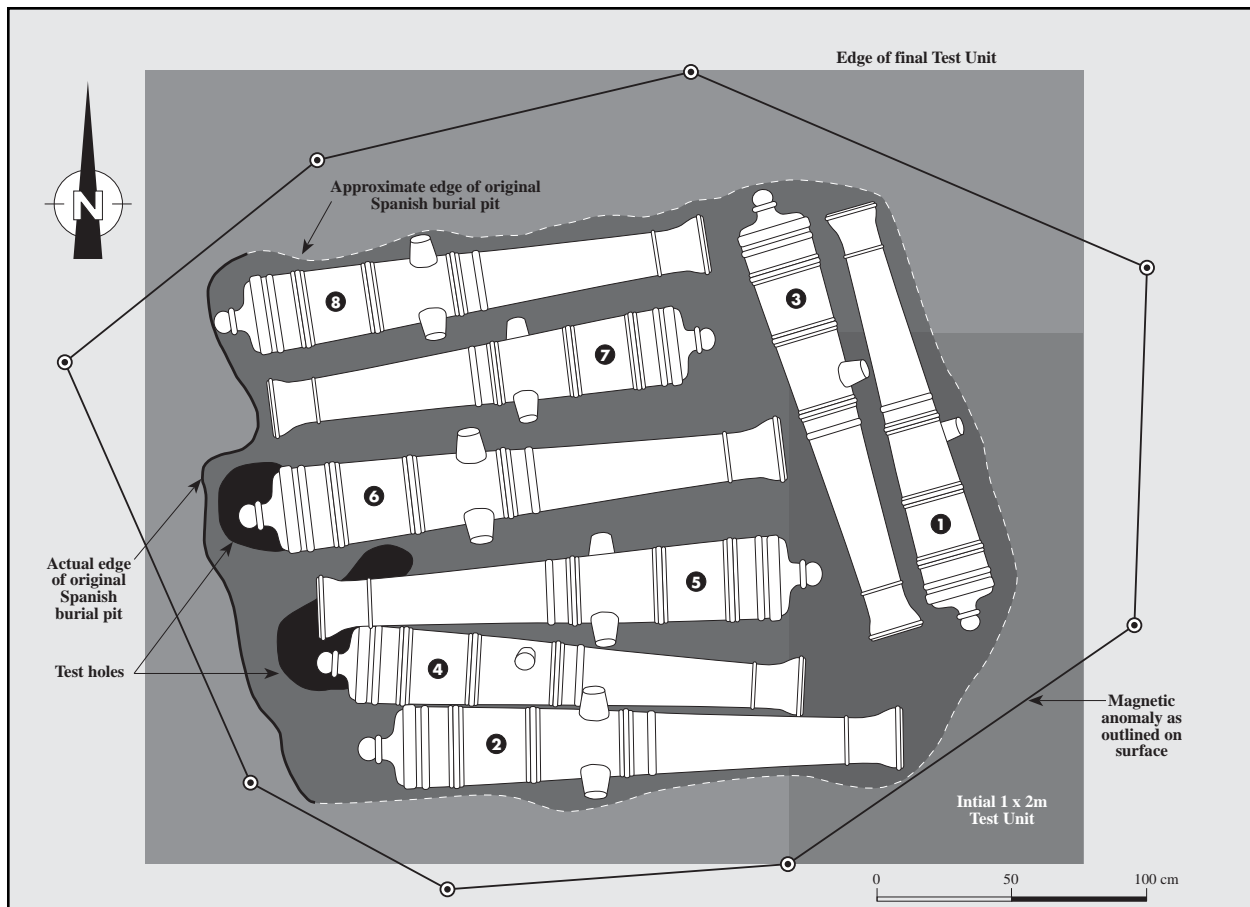 Edge of final Test Unit
N
Approximate edge of original
Spanish burial pit
8
3
7
6
1
5
4
2
Actual edge
of original
Spanish
burial pit
Test holes
Magnetic
anomaly as
outlined on
surface
Intial 1 x 2m
Test Unit
0 50 100 cm